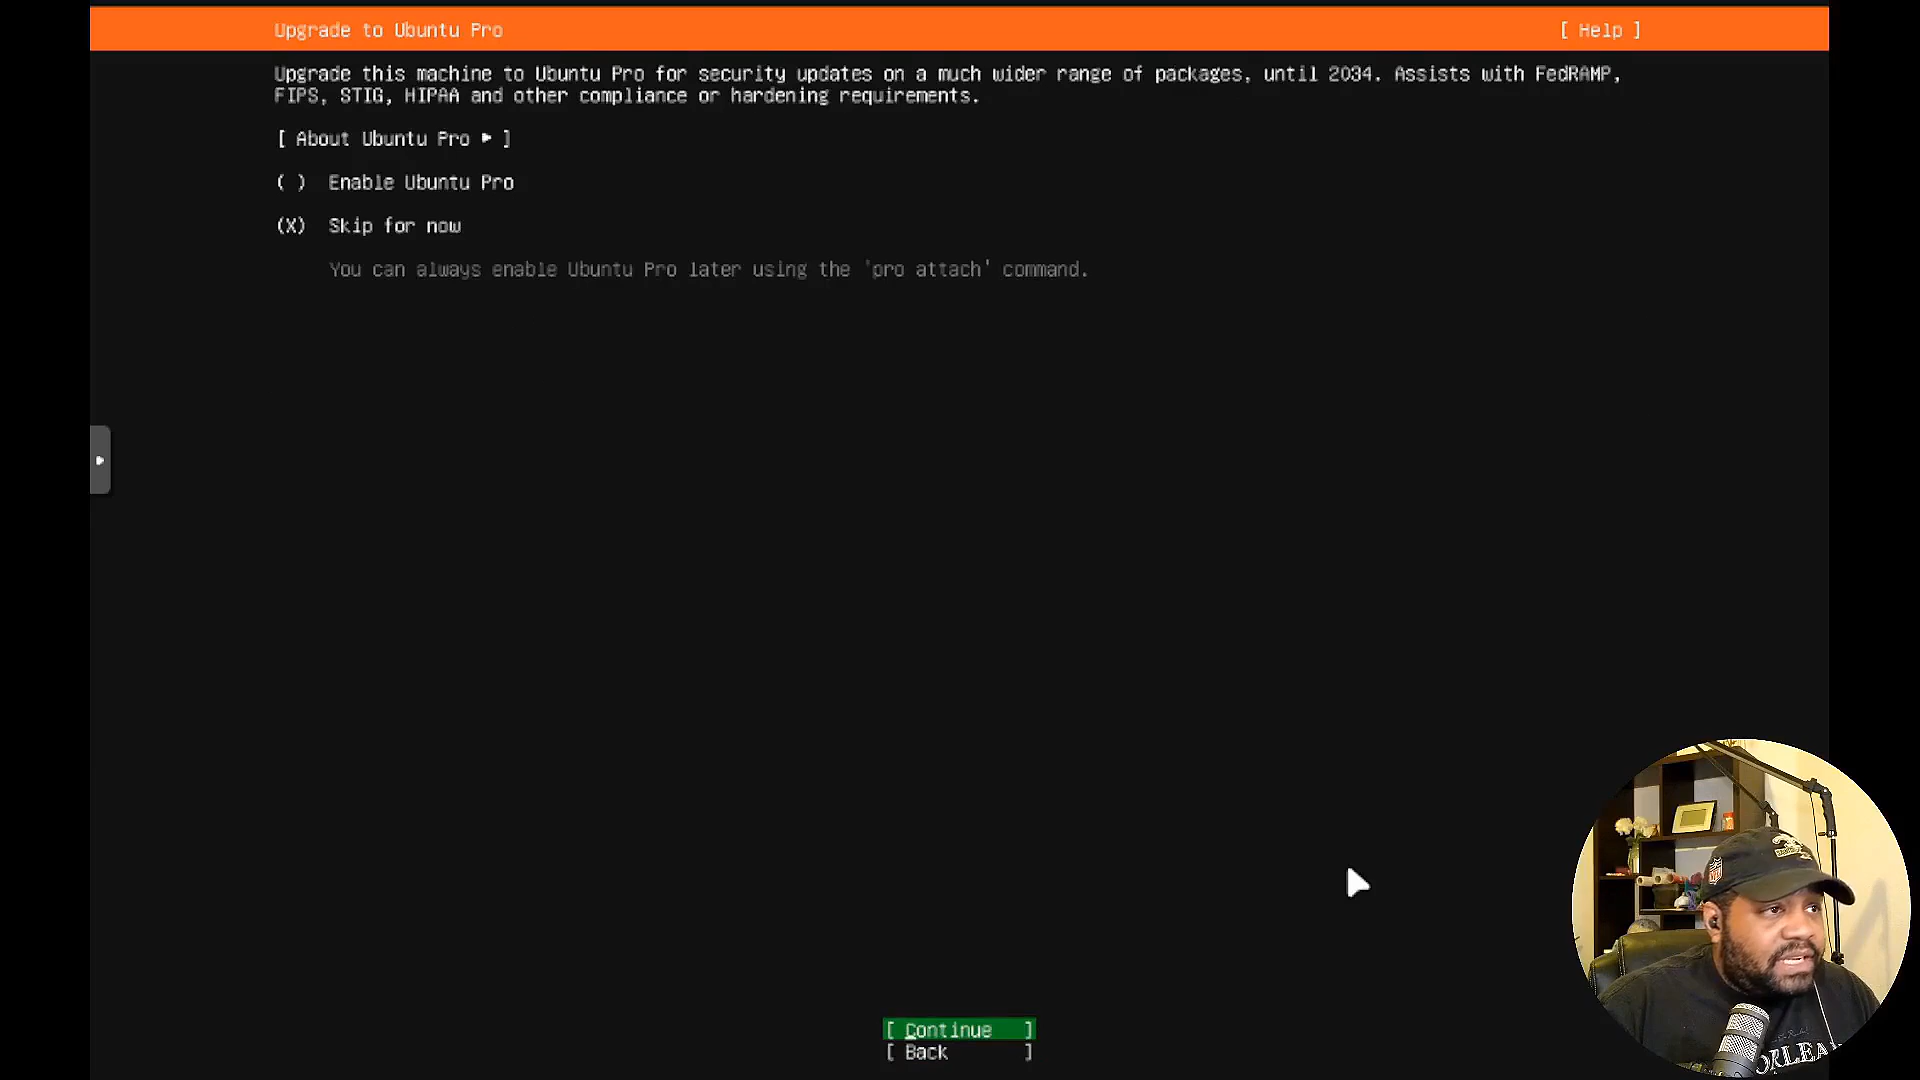 Upgrade to Ubuntu Pro [ Help ]
Upgrade this machine to Ubuntu Pro for security updates on a much wider range of packages, until 2034. Assists with FedRAMP,
FIPS, STIG, HIPAA and other compliance or hardening requirements.
[ About Ubuntu Pro ▸ ]
( ) Enable Ubuntu Pro
(X) Skip for now
You can always enable Ubuntu Pro later using the 'pro attach' command.
NFL
ORLEA
[ Continue ]
[ Back ]